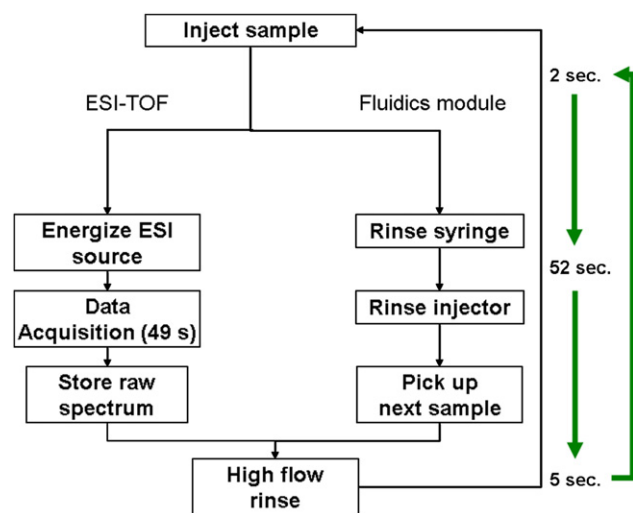 Inject sample
2 sec.
ESI-TOF
Fluidics module
Energize ESI
source
Rinse syringe
52 sec.
Data
Acquisition (49 s)
Rinse injector
Store raw
spectrum
Pick up
next sample
High flow
rinse
5 sec.